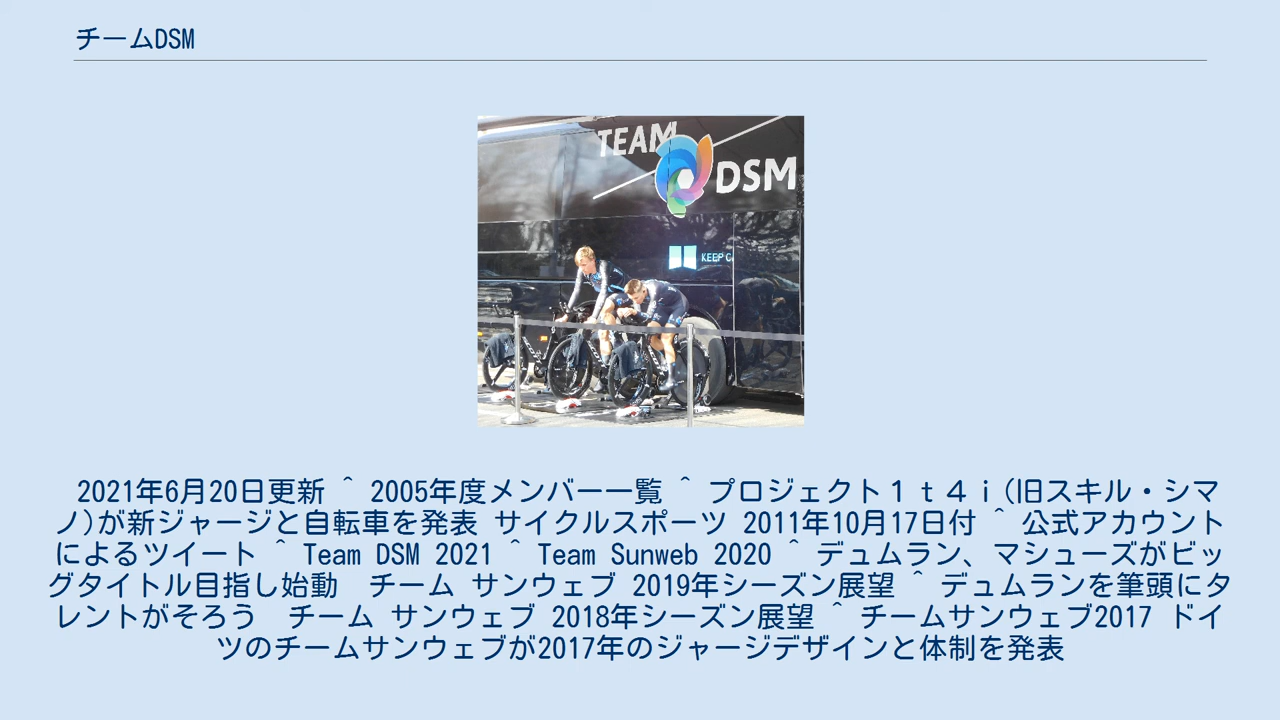 チームDSM
TEAM
DSM
KEEP C
2021年6月20日更新 ^ 2005年度メンバー一覧 ^ プロジェクト１ｔ４ｉ(旧スキル・シマ
ノ)が新ジャージと自転車を発表 サイクルスポーツ 2011年10月17日付 ^ 公式アカウント
によるツイート ^ Team DSM 2021 ^ Team Sunweb 2020 ^ デュムラン、マシューズがビッ
グタイトル目指し始動　チーム サンウェブ 2019年シーズン展望 ^ デュムランを筆頭にタ
レントがそろう　チーム サンウェブ 2018年シーズン展望 ^ チームサンウェブ2017 ドイ
ツのチームサンウェブが2017年のジャージデザインと体制を発表